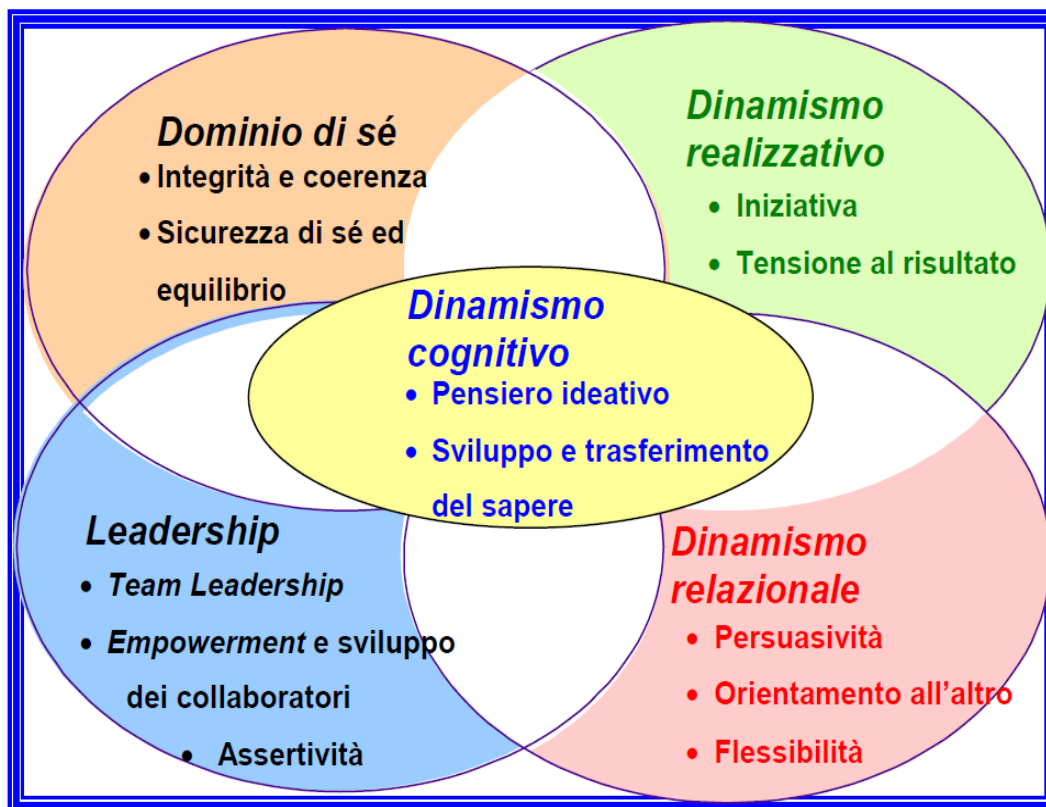 Dominio di sé
• Integrità e coerenza
• Sicurezza di sé ed
equilibrio
Dinamismo
realizzativo
• Iniziativa
• Tensione al risultato
Dinamismo
cognitivo
• Pensiero ideativo
• Sviluppo e trasferimento
del sapere
Leadership
• Team Leadership
• Empowerment e sviluppo
dei collaboratori
• Assertività
Dinamismo
relazionale
• Persuasività
• Orientamento all'altro
• Flessibilità